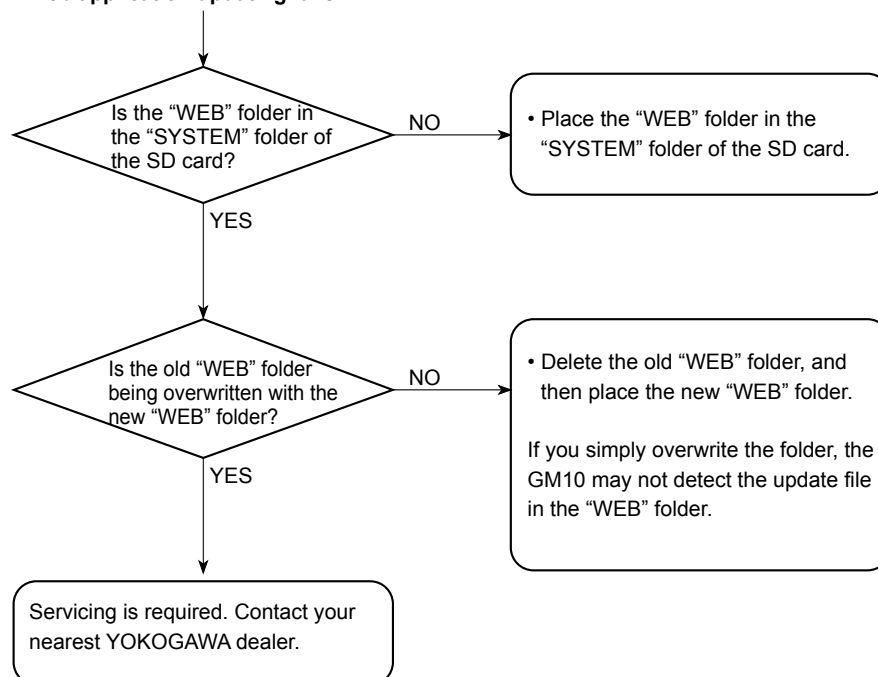 application updating
Is the “WEB” folder in
the “SYSTEM” folder of
the SD card?
NO
• Place the “WEB” folder in the
“SYSTEM” folder of the SD card.
YES
Is the old “WEB” folder
being overwritten with the
new “WEB” folder?
NO
• Delete the old “WEB” folder, and
then place the new “WEB” folder.
If you simply overwrite the folder, the
GM10 may not detect the update file
in the “WEB” folder.
YES
Servicing is required. Contact your
nearest YOKOGAWA dealer.